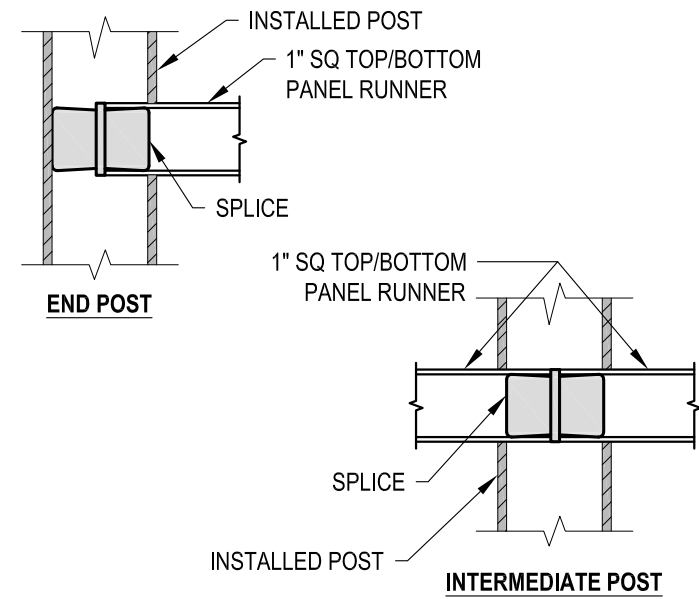 INSTALLED POST
1" SQ TOP/BOTTOM
PANEL RUNNER
SPLICE
END POST
1" SQ TOP/BOTTOM
PANEL RUNNER
SPLICE
INSTALLED POST
INTERMEDIATE POST